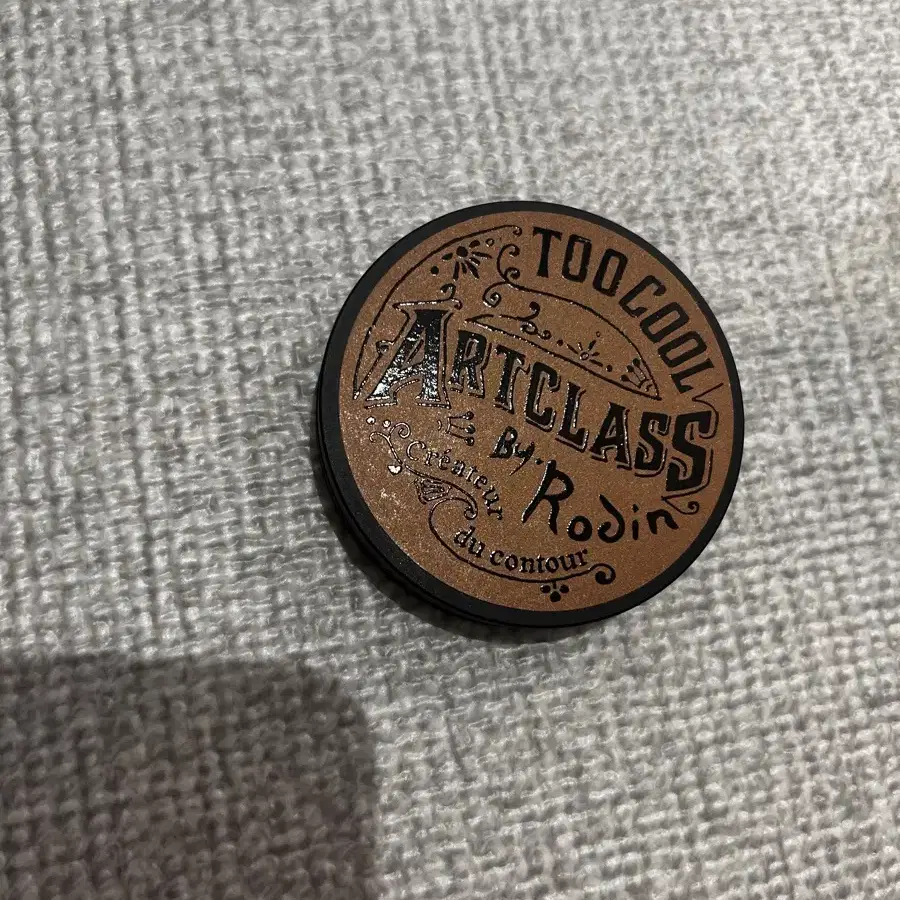 TOO COOL
ARTCLASS
By.
Rodin
Créateur
du contour